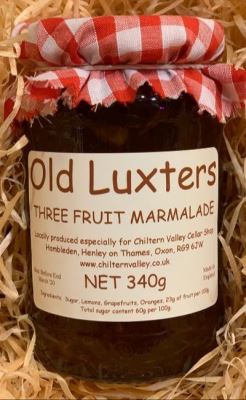 Old Luxters
THREE FRUIT MARMALADE
Locally produced especially for Chiltern Valley Cellar Shop
Hambleden, Henley on Thames, Oxon, RG9 6JW
www.chilternvalley.co.uk
Best Before End
March '20
NET 340g
Made in
England
Ingredients: Sugar, Lemons, Grapefruits, Oranges, 23g of fruit per 100g.
Total sugar content 60g per 100g.